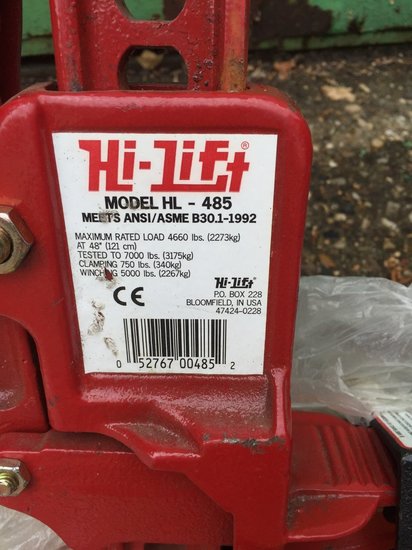 Hi-Lift®
MODEL HL - 485
MEETS ANSI/ASME B30.1-1992
MAXIMUM RATED LOAD 4660 lbs. (2273kg)
AT 48" (121 cm)
TESTED TO 7000 lbs. (3175kg)
CLAMPING 750 lbs. (340kg)
WINCHING 5000 lbs. (2267kg)
CE
Hi-Lift®
P.O. BOX 228
BLOOMFIELD, IN USA
47424-0228
0 52767 00485 2